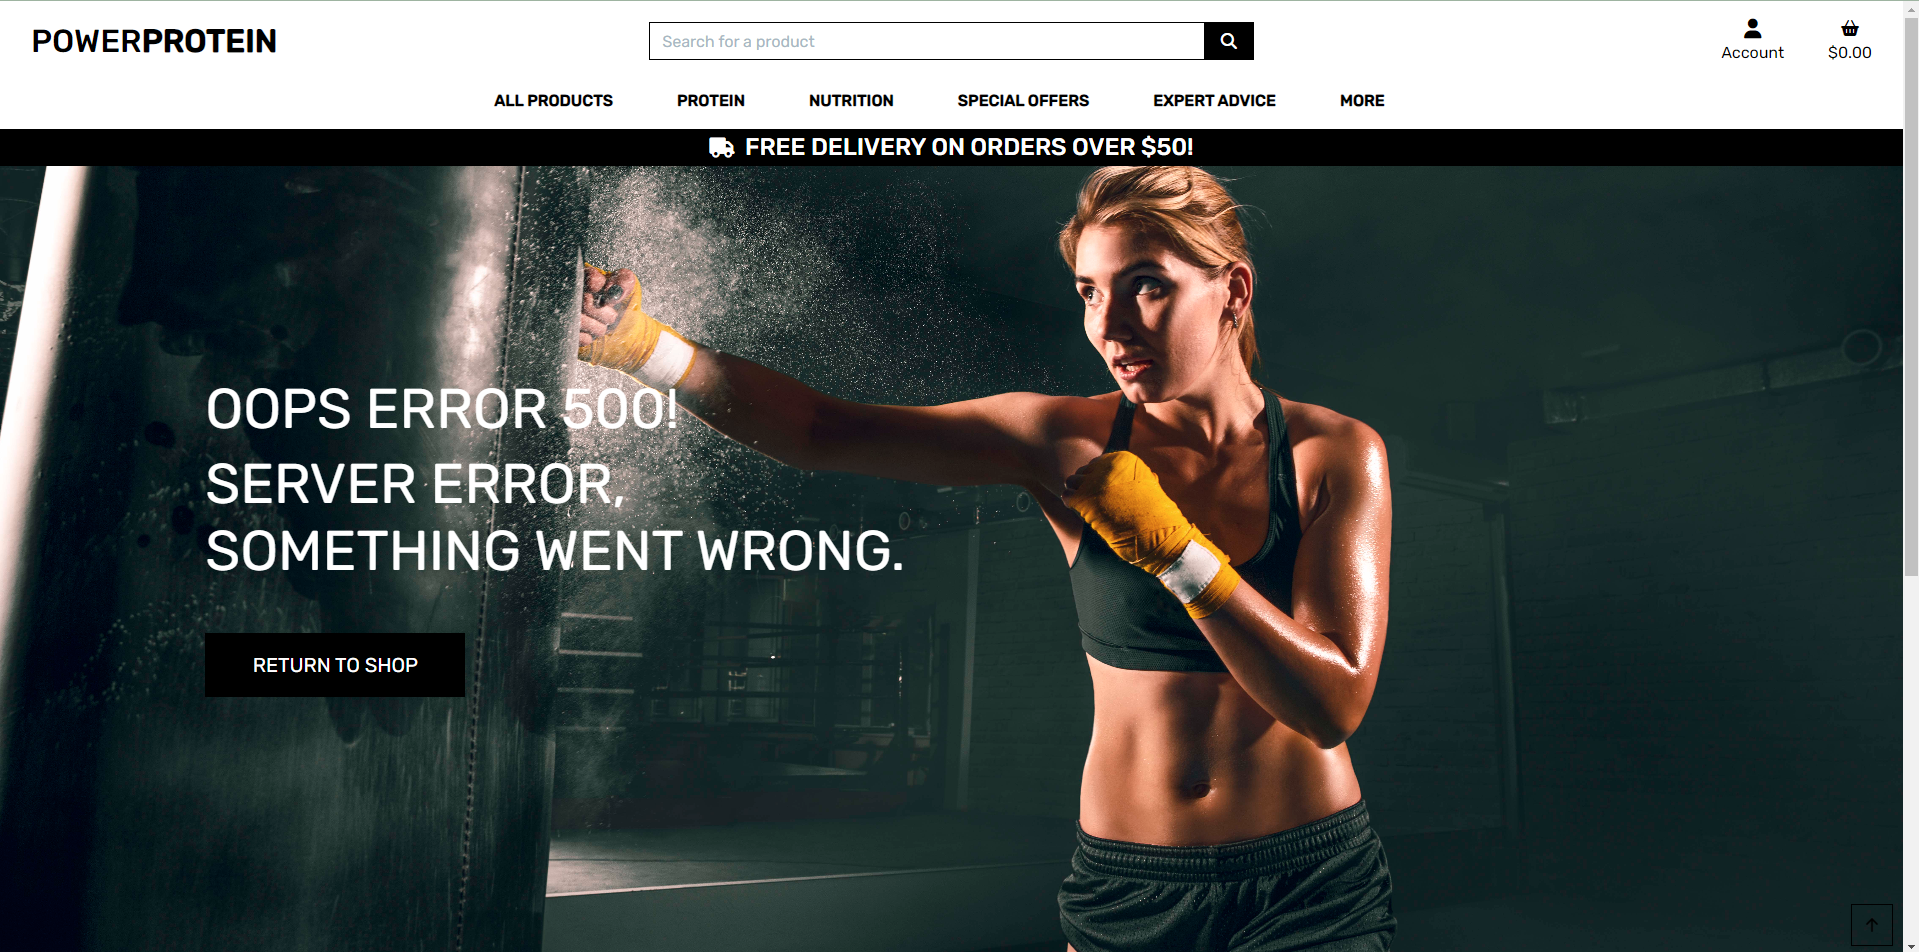 POWERPROTEIN
Search for a product
Account
$0.00
ALL PRODUCTS PROTEIN NUTRITION SPECIAL OFFERS EXPERT ADVICE MORE
FREE DELIVERY ON ORDERS OVER $50!
OOPS ERROR 500!
SERVER ERROR,
SOMETHING WENT WRONG.
RETURN TO SHOP